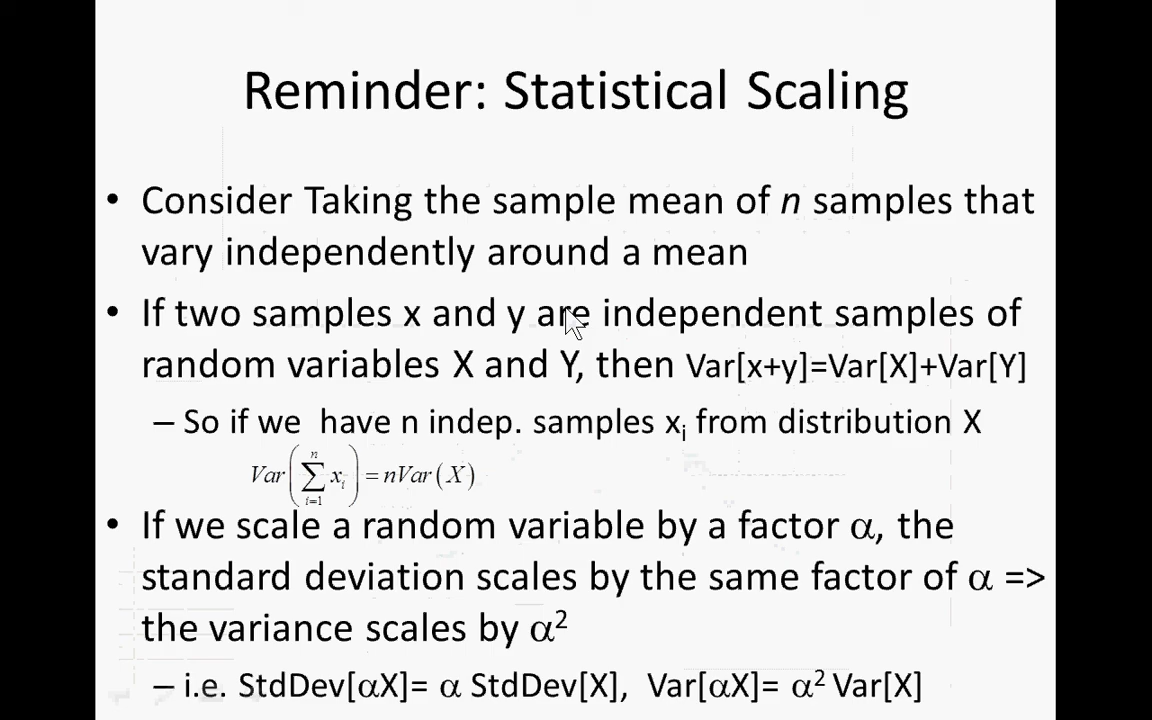 Reminder: Statistical Scaling
• Consider Taking the sample mean of n samples that
vary independently around a mean
• If two samples x and y are independent samples of
random variables X and Y, then Var[x+y]=Var[X]+Var[Y]
– So if we have n indep. samples xᵢ from distribution X
Var(∑ᵢ₌₁ⁿ xᵢ) = nVar(X)
• If we scale a random variable by a factor α, the
standard deviation scales by the same factor of α =>
the variance scales by α²
– i.e. StdDev[αX]= α StdDev[X], Var[αX]= α² Var[X]